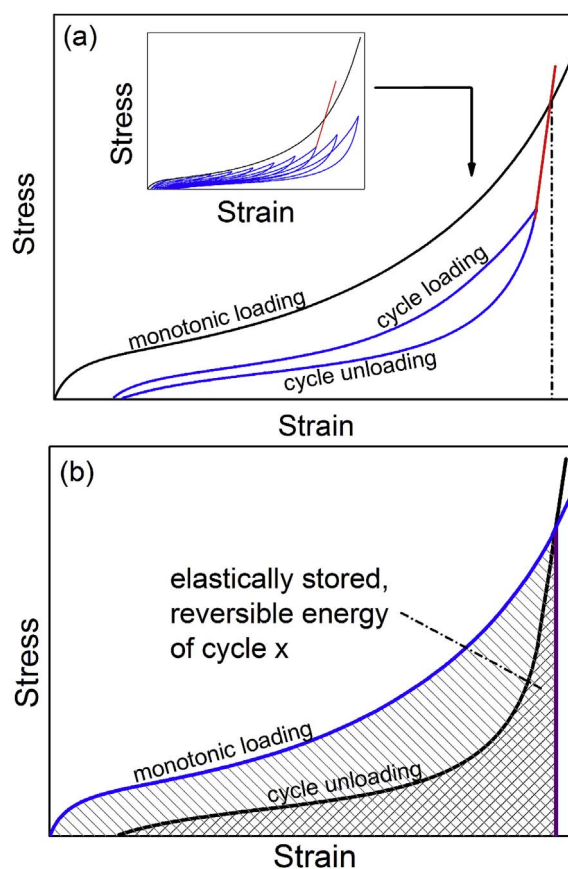 (a)
Stress
Strain
Stress
monotonic loading
cycle loading
cycle unloading
Strain
(b)
elastically stored,
reversible energy
of cycle x
Stress
monotonic loading
cycle unloading
Strain